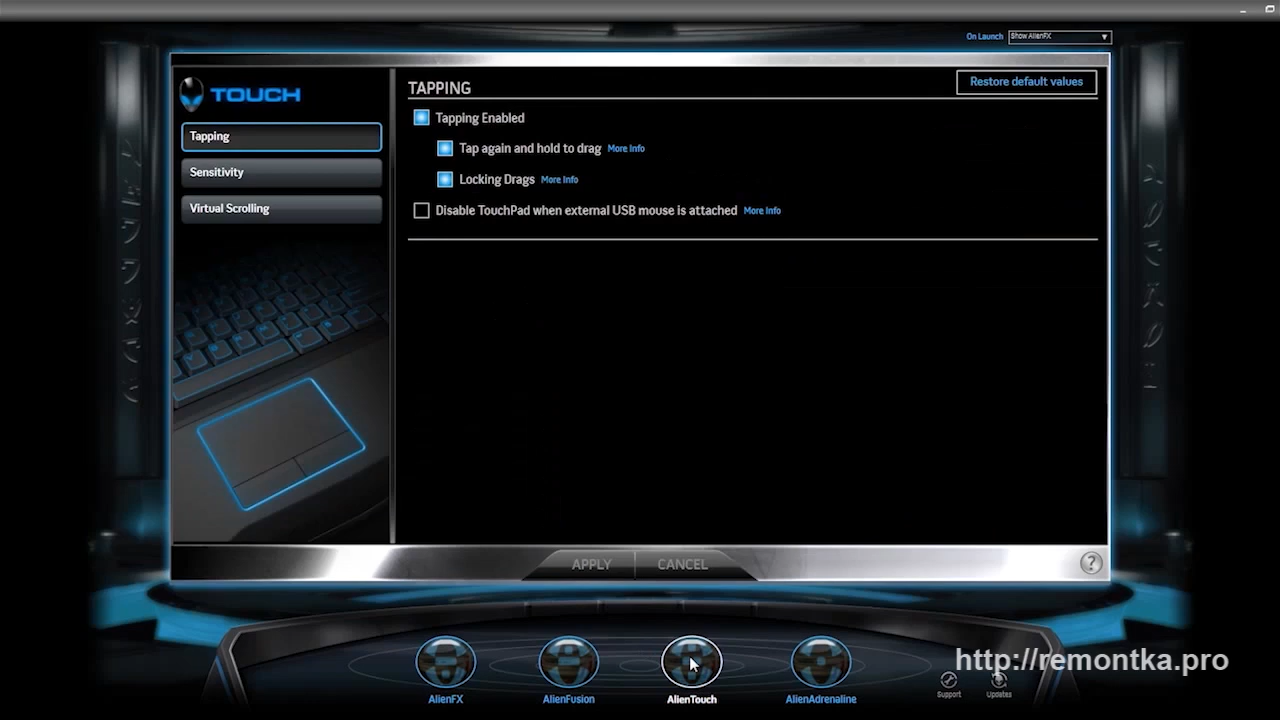 On Launch Show AlienFX
TOUCH
Tapping
Sensitivity
Virtual Scrolling
TAPPING
Restore default values
Tapping Enabled
Tap again and hold to drag More Info
Locking Drags More Info
Disable TouchPad when external USB mouse is attached More Info
APPLY CANCEL
?
AlienFX AlienFusion AlienTouch AlienAdrenaline
http://remontka.pro
Support Updates